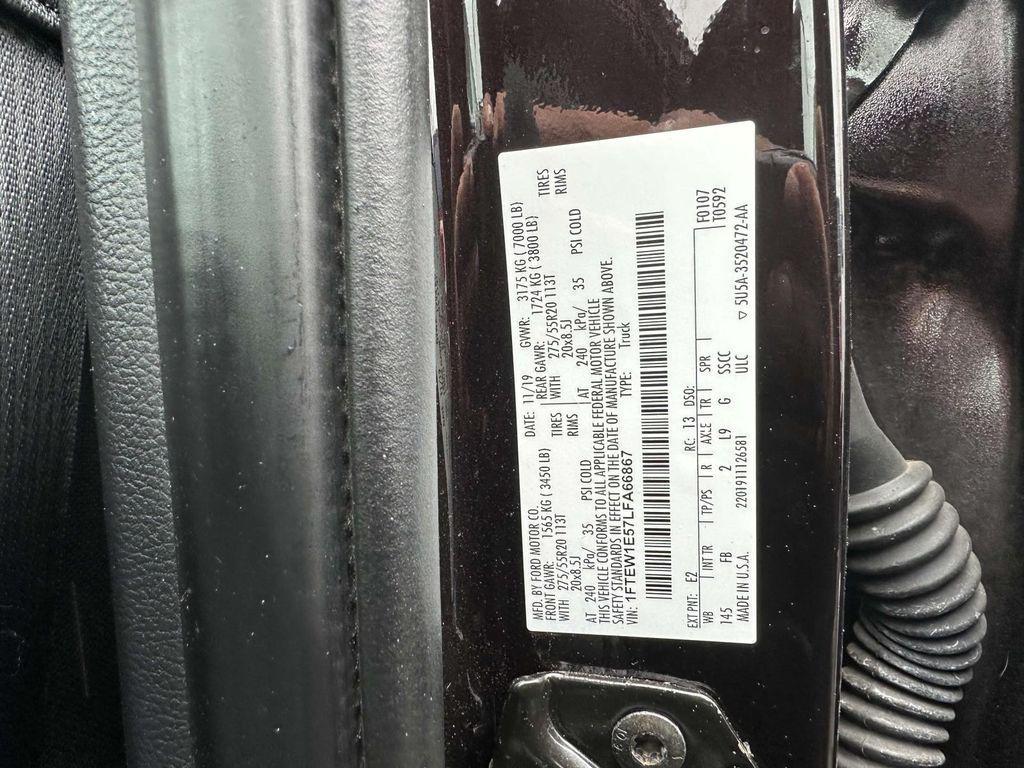 MFD. BY FORD MOTOR CO. DATE: 11/19 GVWR: 3175 KG ( 7000 LB)
FRONT GAWR: 1565 KG ( 3450 LB) REAR GAWR: 1724 KG ( 3800 LB)
WITH 275/55R20 113T TIRES WITH 275/55R20 113T TIRES
20x8.5J RIMS 20x8.5J RIMS
AT 240 kPa/ 35 PSI COLD AT 240 kPa/ 35 PSI COLD
THIS VEHICLE CONFORMS TO ALL APPLICABLE FEDERAL MOTOR VEHICLE
SAFETY STANDARDS IN EFFECT ON THE DATE OF MANUFACTURE SHOWN ABOVE.
VIN: 1FTEW1E57LFA66867 TYPE: Truck
EXT PNT: E2 RC: 13 DSO: F0107
WB INT TR TP/PS R AXLE TR SPR T0592
145 FB 2 L9 G SSCC
MADE IN U.S.A. 2201911126581 ULC ▽ 5U5A-3520472-AA
10.9